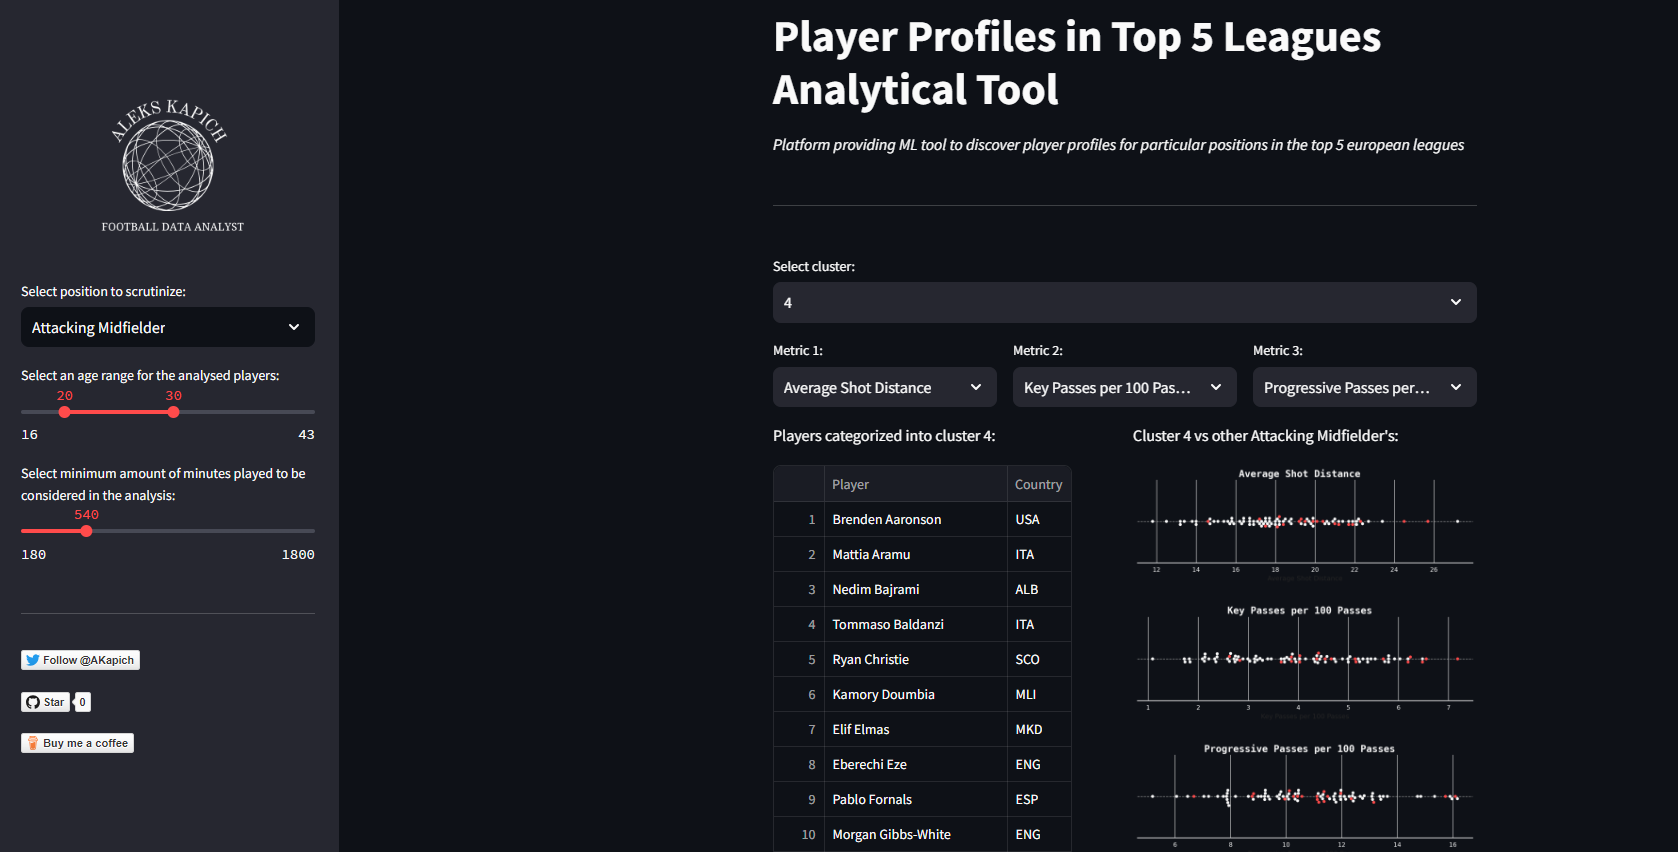 ALEKS KAPICH
FOOTBALL DATA ANALYST
Select position to scrutinize:
Attacking Midfielder
Select an age range for the analysed players:
20 30
16 43
Select minimum amount of minutes played to be
considered in the analysis:
540
180 1800
Follow @AKapich
Star 0
Buy me a coffee
Player Profiles in Top 5 Leagues
Analytical Tool
Platform providing ML tool to discover player profiles for particular positions in the top 5 european leagues
Select cluster:
4
Metric 1: Metric 2: Metric 3:
Average Shot Distance Key Passes per 100 Pas... Progressive Passes per...
Players categorized into cluster 4:
Player Country
1 Brenden Aaronson USA
2 Mattia Aramu ITA
3 Nedim Bajrami ALB
4 Tommaso Baldanzi ITA
5 Ryan Christie SCO
6 Kamory Doumbia MLI
7 Elif Elmas MKD
8 Eberechi Eze ENG
9 Pablo Fornals ESP
10 Morgan Gibbs-White ENG
Cluster 4 vs other Attacking Midfielder's:
Average Shot Distance
12 14 16 18 20 22 24 26
Average Shot Distance
Key Passes per 100 Passes
1 2 3 4 5 6 7
Key Passes per 100 Passes
Progressive Passes per 100 Passes
6 8 10 12 14 16